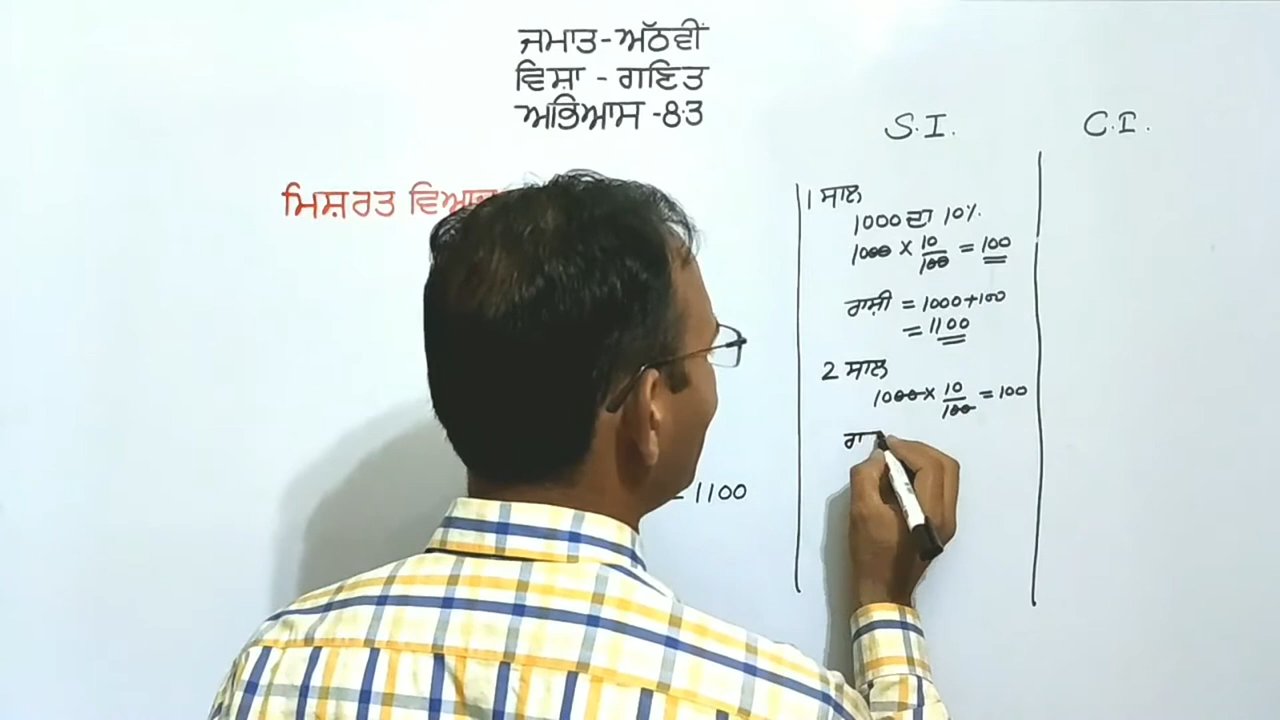 ਜਮਾਤ - ਅੱਠਵੀਂ
ਵਿਸ਼ਾ - ਗਣਿਤ
ਅਭਿਆਸ - 8.3
ਮਿਸ਼ਰਤ
S.I.
C.I.
1 ਸਾਲ
1000 ਦਾ 10%
1000 × 10/100 = 100
ਰਾਸ਼ੀ = 1000+100
= 1100
2 ਸਾਲ
1000 × 10/100 = 100
ਰਾ
= 1100